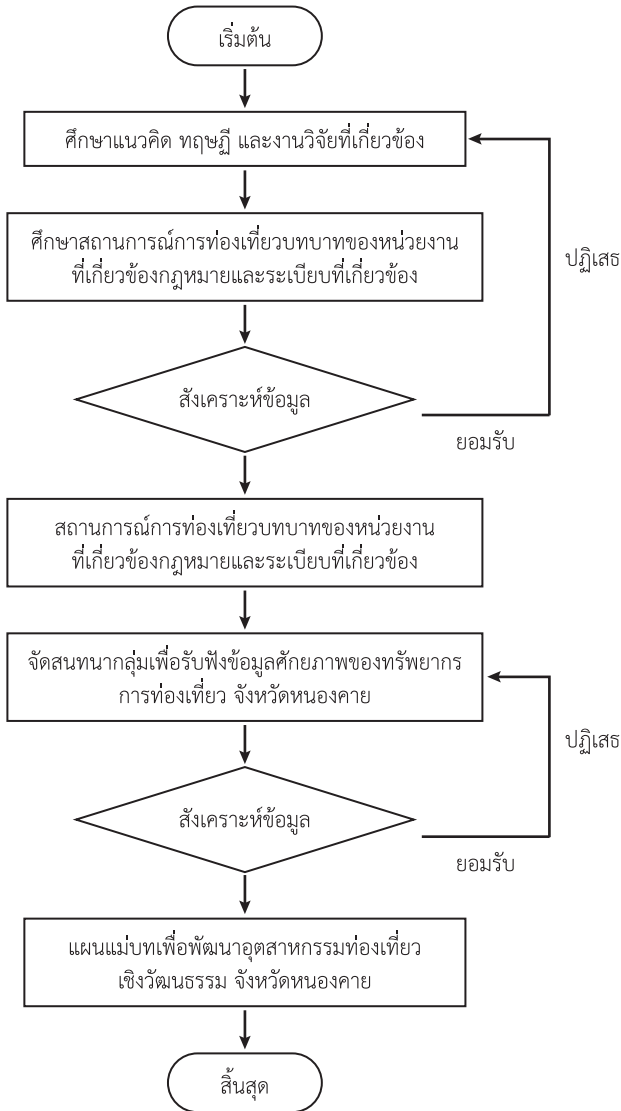 เริ่มต้น
ศึกษาแนวคิด ทฤษฏี และงานวิจัยที่เกี่ยวข้อง
ศึกษาสถานการณ์การท่องเที่ยวบทบาทของหน่วยงาน
ที่เกี่ยวข้องกฎหมายและระเบียบที่เกี่ยวข้อง
ปฏิเสธ
สังเคราะห์ข้อมูล
ยอมรับ
สถานการณ์การท่องเที่ยวบทบาทของหน่วยงาน
ที่เกี่ยวข้องกฎหมายและระเบียบที่เกี่ยวข้อง
จัดสนทนากลุ่มเพื่อรับฟังข้อมูลศักยภาพของทรัพยากร
การท่องเที่ยว จังหวัดหนองคาย
ปฏิเสธ
สังเคราะห์ข้อมูล
ยอมรับ
แผนแม่บทเพื่อพัฒนาอุตสาหกรรมท่องเที่ยว
เชิงวัฒนธรรม จังหวัดหนองคาย
สิ้นสุด